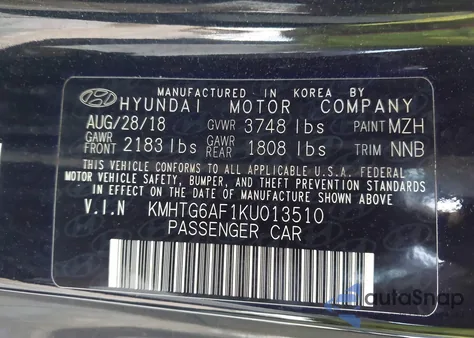 MANUFACTURED IN KOREA BY
HYUNDAI MOTOR COMPANY
AUG/28/18 GVWR 3748 lbs PAINT MZH
GAWR FRONT 2183 lbs GAWR REAR 1808 lbs TRIM NNB
THIS VEHICLE CONFORMS TO ALL APPLICABLE U.S.A. FEDERAL
MOTOR VEHICLE SAFETY, BUMPER, AND THEFT PREVENTION STANDARDS
IN EFFECT ON THE DATE OF MANUFACTURE SHOWN ABOVE.
V.I.N KMHTG6AF1KU013510
PASSENGER CAR
autoSnap